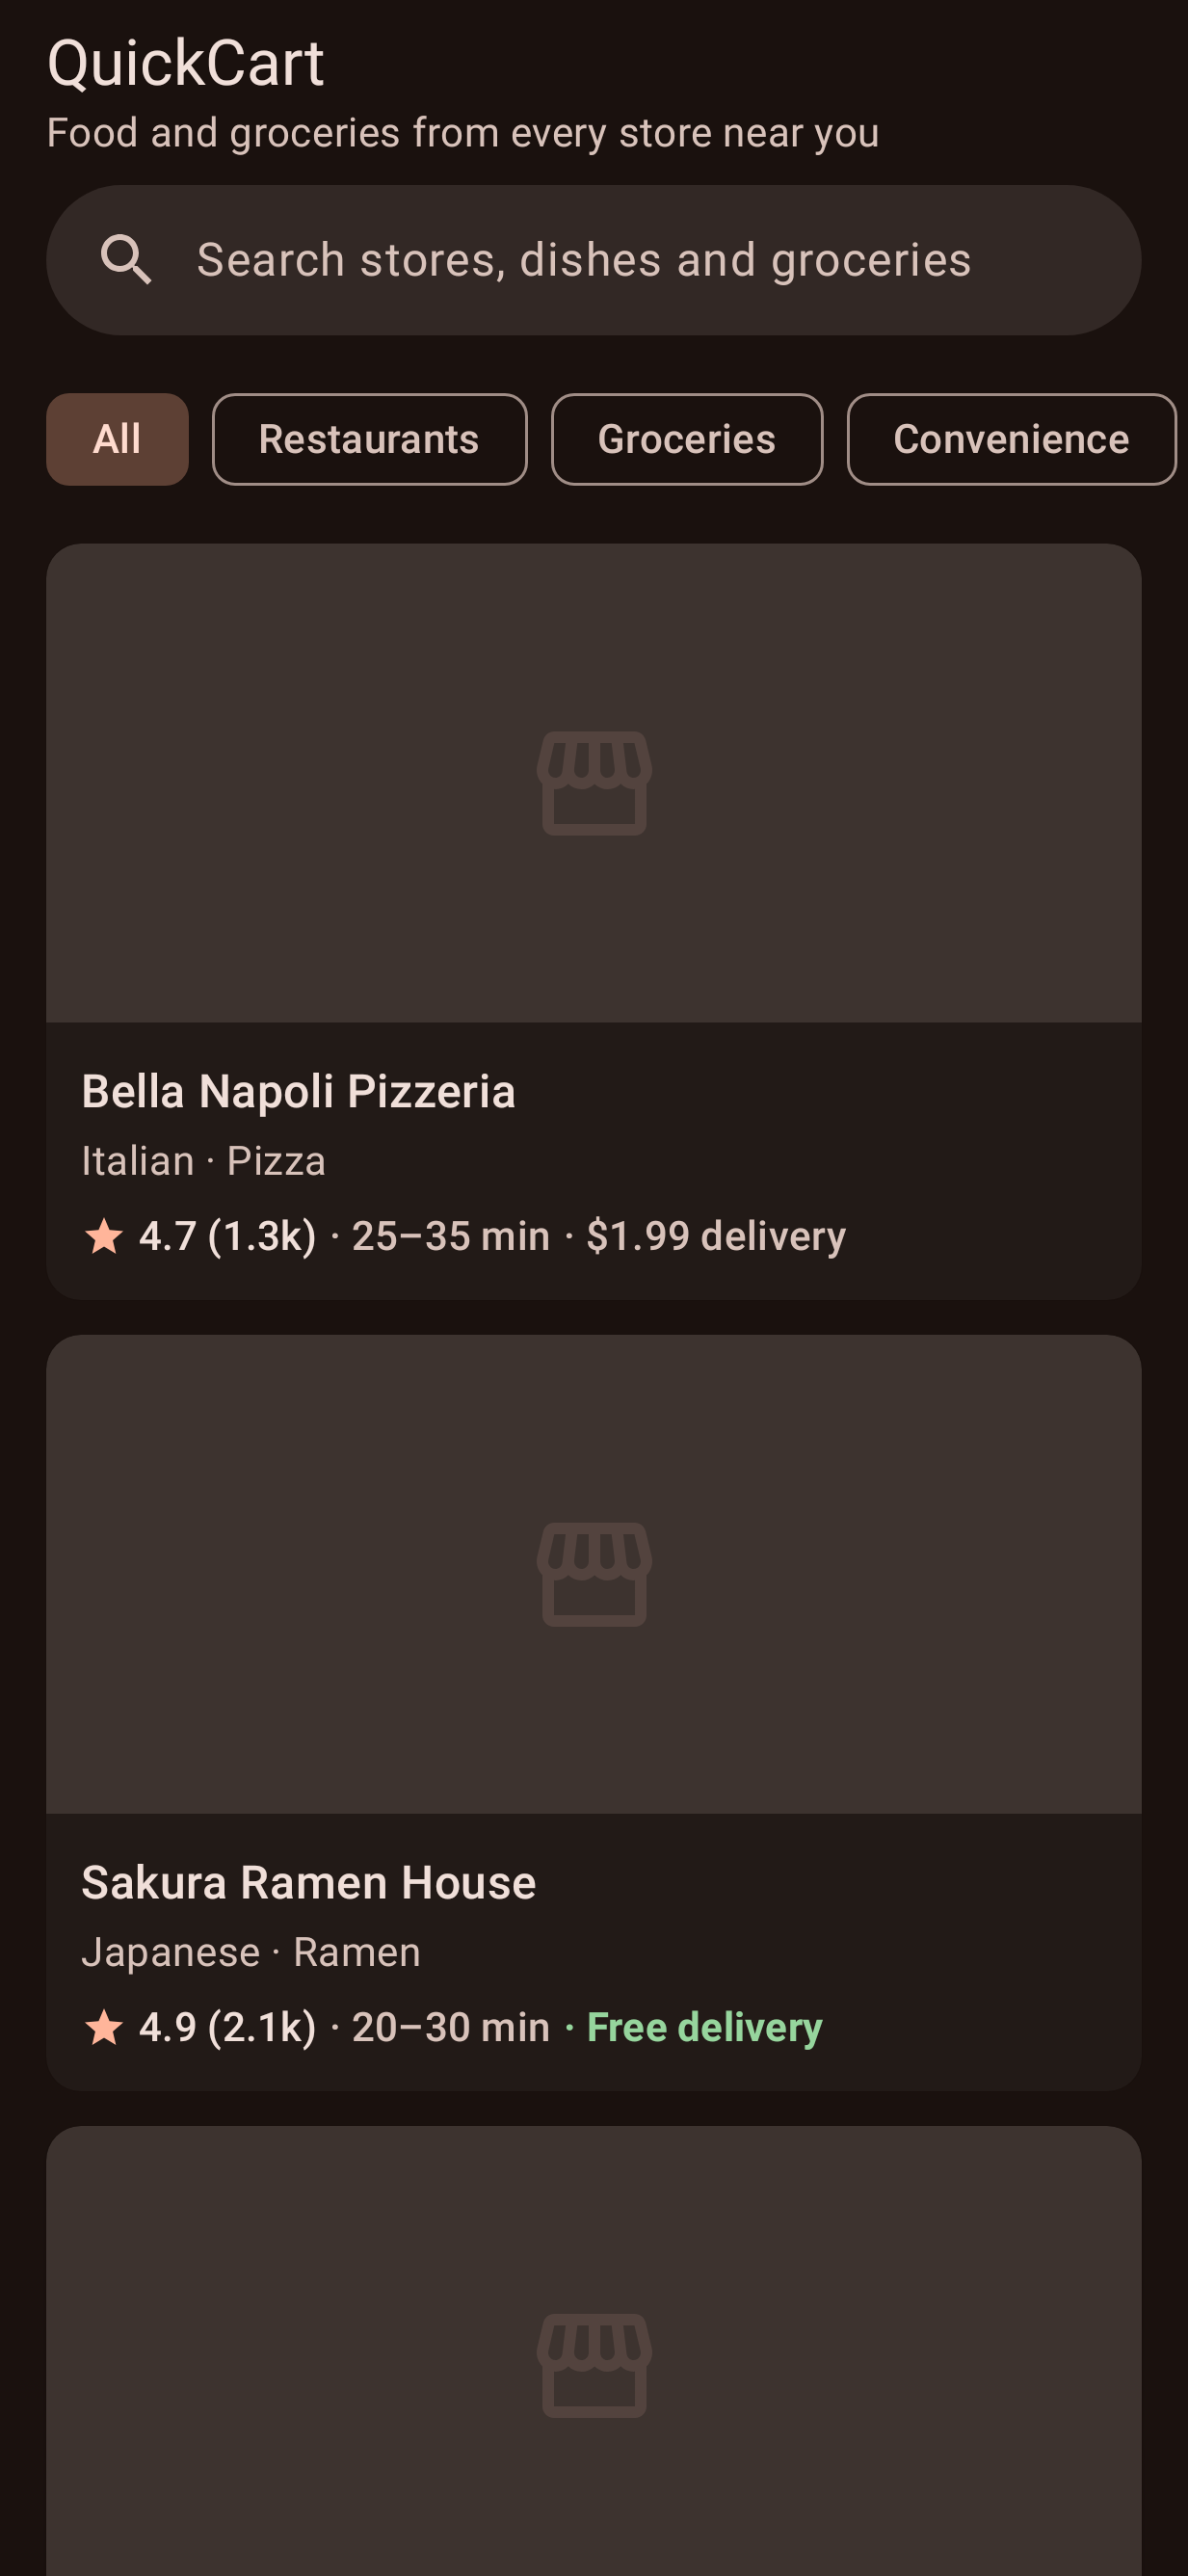 QuickCart
Food and groceries from every store near you
Search stores, dishes and groceries
All
Restaurants
Groceries
Convenience
Bella Napoli Pizzeria
Italian · Pizza
4.7 (1.3k) · 25–35 min · $1.99 delivery
Sakura Ramen House
Japanese · Ramen
4.9 (2.1k) · 20–30 min · Free delivery